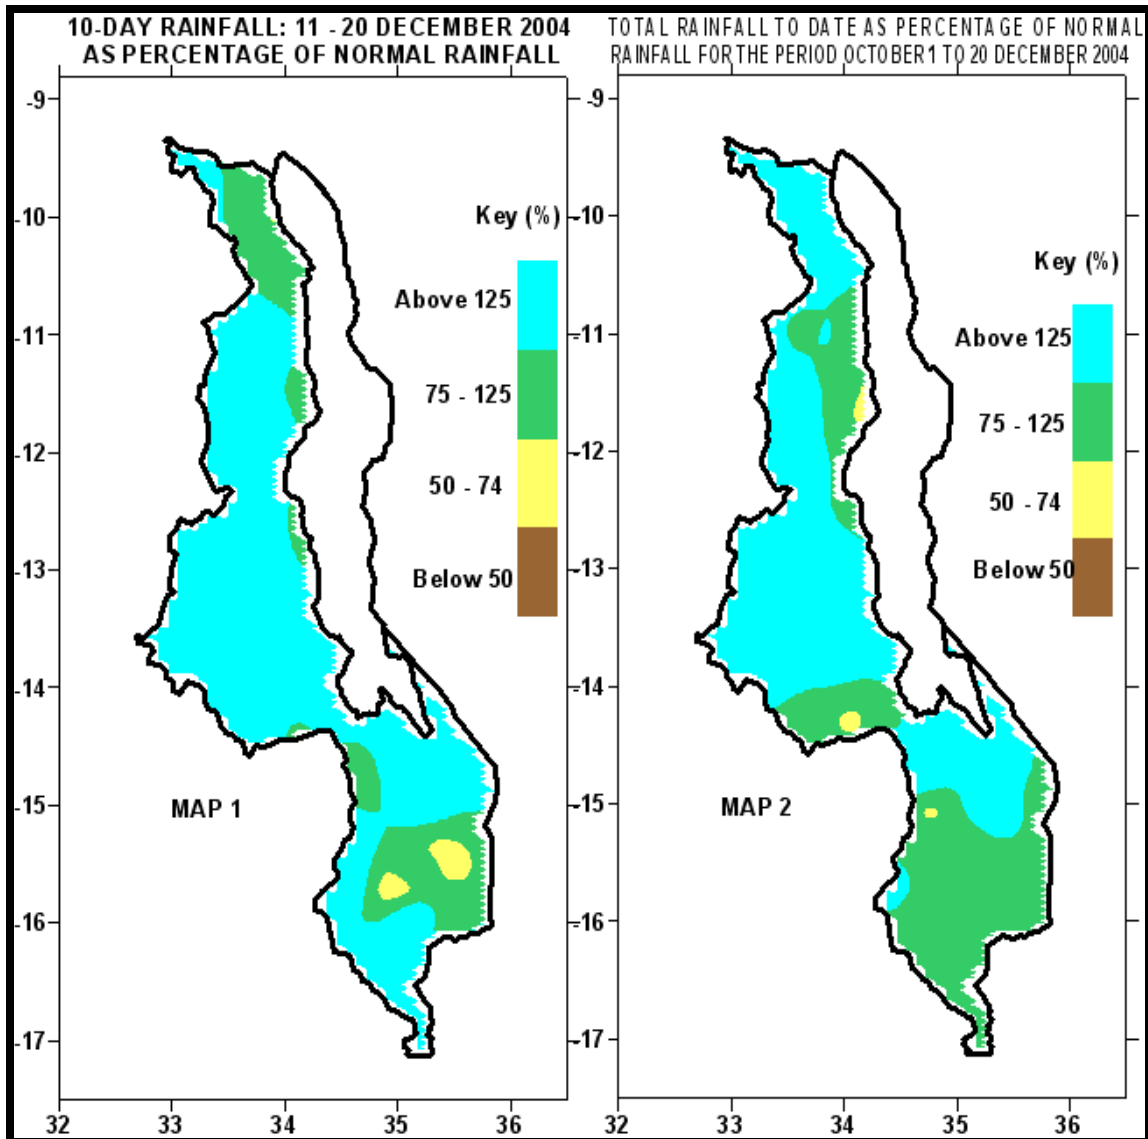 10-DAY RAINFALL: 11 - 20 DECEMBER 2004
AS PERCENTAGE OF NORMAL RAINFALL
-9
-10
-11
-12
-13
-14
-15
-16
-17
32
33
34
35
36
Key (%)
Above 125
75 - 125
50 - 74
Below 50
MAP 1
TOTAL RAINFALL TO DATE AS PERCENTAGE OF NORMAL
RAINFALL FOR THE PERIOD OCTOBER 1 TO 20 DECEMBER 2004
-9
-10
-11
-12
-13
-14
-15
-16
-17
32
33
34
35
36
Key (%)
Above 125
75 - 125
50 - 74
Below 50
MAP 2